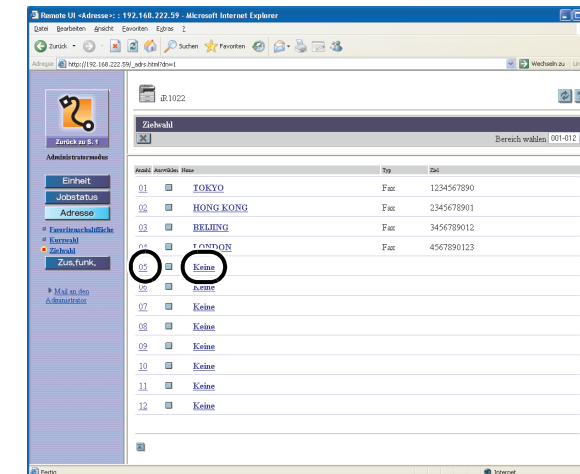 Remote UI <Adresse>: : 192.168.222.59 - Microsoft Internet Explorer
Datei Bearbeiten Ansicht Favoriten Extras ?
Zurück Suchen Favoriten
Adresse http://192.168.222.59/_adrs.html?dn=1 Wechseln zu
iR1022
Zurück zu S. 1
Zielwahl
Bereich wählen 001-012
Administratormodus
Anzahl Auswählen Name Typ Ziel
Einheit
Jobstatus
Adresse
Favoritenschaltfläche
Kurzwahl
Zielwahl
Zus.funk.
Mail an den
Administrator
01 TOKYO Fax 1234567890
02 HONG KONG Fax 2345678901
03 BEIJING Fax 3456789012
04 LONDON Fax 4567890123
05 Keine
06 Keine
07 Keine
08 Keine
09 Keine
10 Keine
11 Keine
12 Keine
Fertig Internet